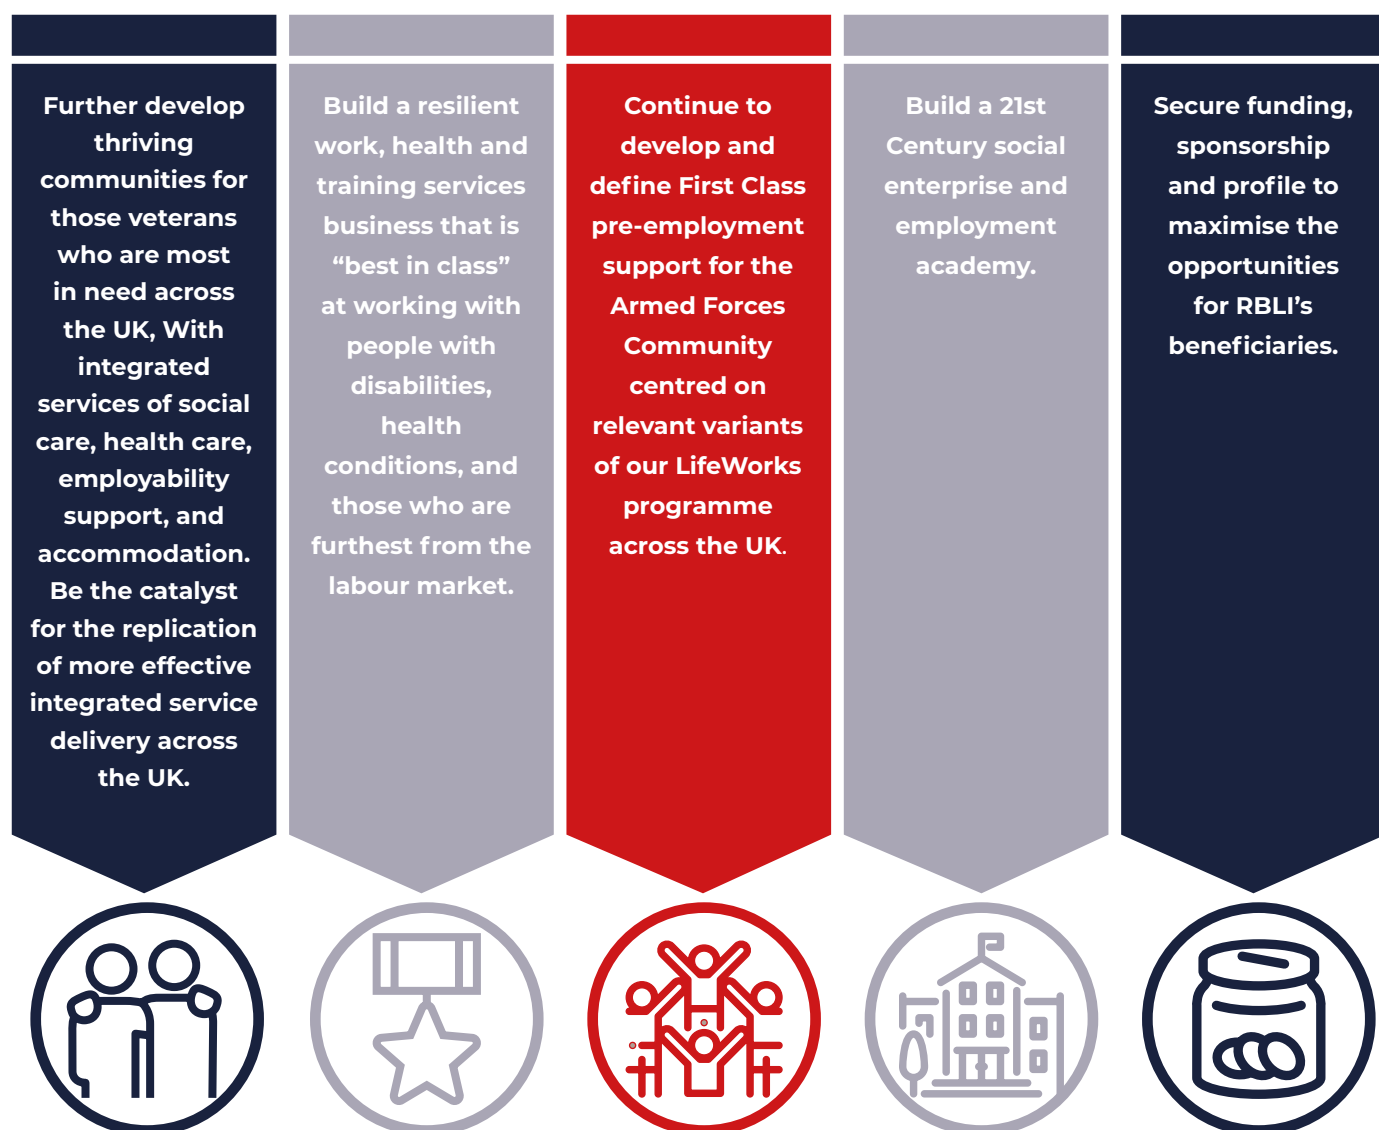 Further develop
thriving
communities for
those veterans
who are most
in need across
the UK, With
integrated
services of social
care, health care,
employability
support, and
accommodation.
Be the catalyst
for the replication
of more effective
integrated service
delivery across
the UK.
Build a resilient
work, health and
training services
business that is
“best in class”
at working with
people with
disabilities,
health
conditions, and
those who are
furthest from the
labour market.
Continue to
develop and
define First Class
pre-employment
support for the
Armed Forces
Community
centred on
relevant variants
of our LifeWorks
programme
across the UK.
Build a 21st
Century social
enterprise and
employment
academy.
Secure funding,
sponsorship
and profile to
maximise the
opportunities
for RBLI’s
beneficiaries.